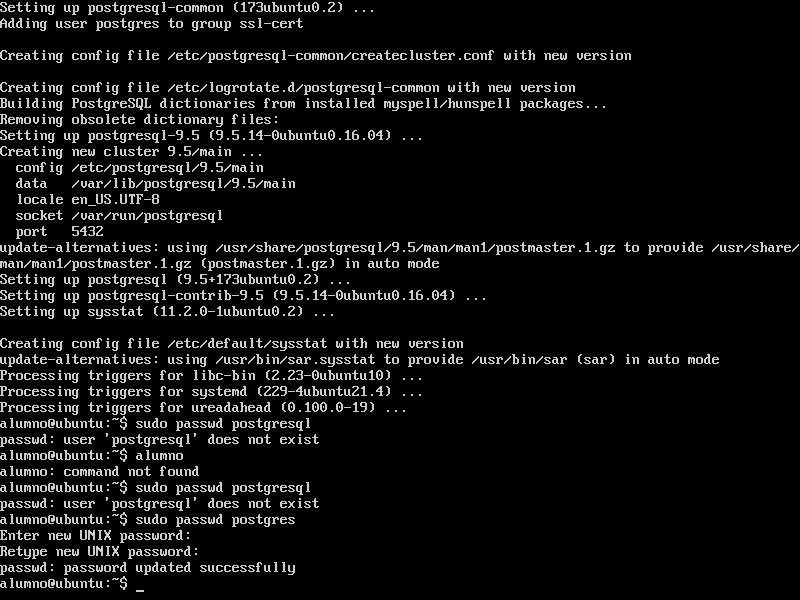 Setting up postgresql-common (173ubuntu0.2) ...
Adding user postgres to group ssl-cert
Creating config file /etc/postgresql-common/createcluster.conf with new version
Creating config file /etc/logrotate.d/postgresql-common with new version
Building PostgreSQL dictionaries from installed myspell/hunspell packages...
Removing obsolete dictionary files:
Setting up postgresql-9.5 (9.5.14-0ubuntu0.16.04) ...
Creating new cluster 9.5/main ...
  config /etc/postgresql/9.5/main
  data   /var/lib/postgresql/9.5/main
  locale en_US.UTF-8
  socket /var/run/postgresql
  port   5432
update-alternatives: using /usr/share/postgresql/9.5/man/man1/postmaster.1.gz to provide /usr/share/
man/man1/postmaster.1.gz (postmaster.1.gz) in auto mode
Setting up postgresql (9.5+173ubuntu0.2) ...
Setting up postgresql-contrib-9.5 (9.5.14-0ubuntu0.16.04) ...
Setting up sysstat (11.2.0-1ubuntu0.2) ...
Creating config file /etc/default/sysstat with new version
update-alternatives: using /usr/bin/sar.sysstat to provide /usr/bin/sar (sar) in auto mode
Processing triggers for libc-bin (2.23-0ubuntu10) ...
Processing triggers for systemd (229-4ubuntu21.4) ...
Processing triggers for ureadahead (0.100.0-19) ...
alumno@ubuntu:~$ sudo passwd postgresql
passwd: user 'postgresql' does not exist
alumno@ubuntu:~$ alumno
alumno: command not found
alumno@ubuntu:~$ sudo passwd postgresql
passwd: user 'postgresql' does not exist
alumno@ubuntu:~$ sudo passwd postgres
Enter new UNIX password:
Retype new UNIX password:
passwd: password updated successfully
alumno@ubuntu:~$ _